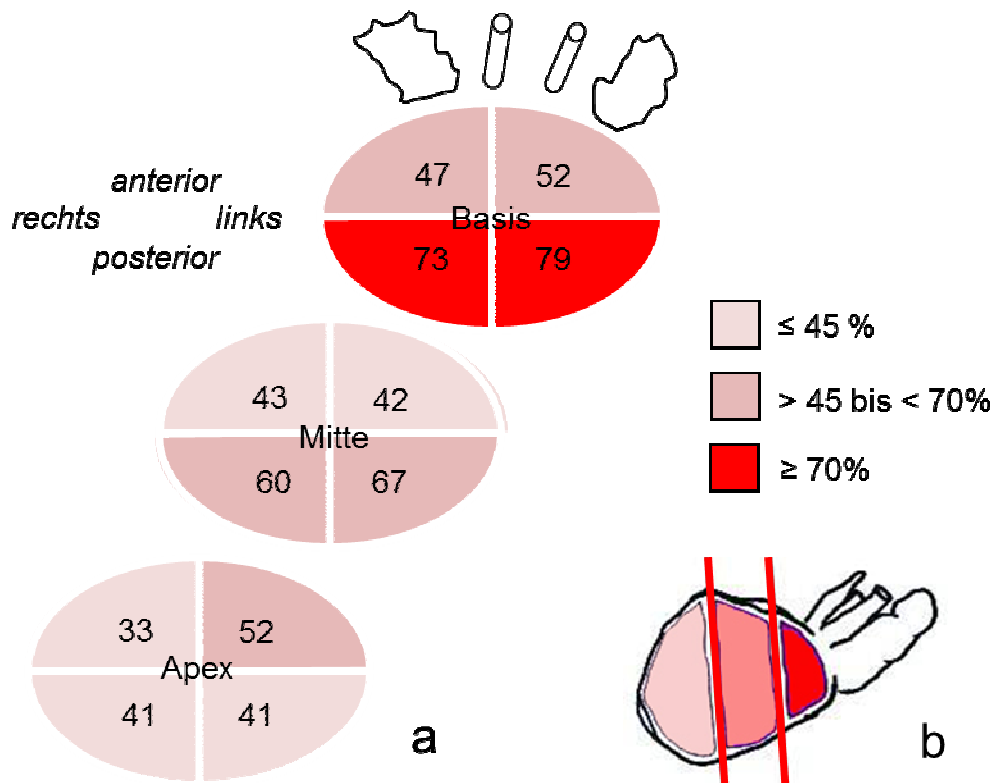 47 52
Basis
73 79
anterior
rechts links
posterior
43 42
Mitte
60 67
33 52
Apex
41 41
≤ 45 %
> 45 bis < 70%
≥ 70%
a
b